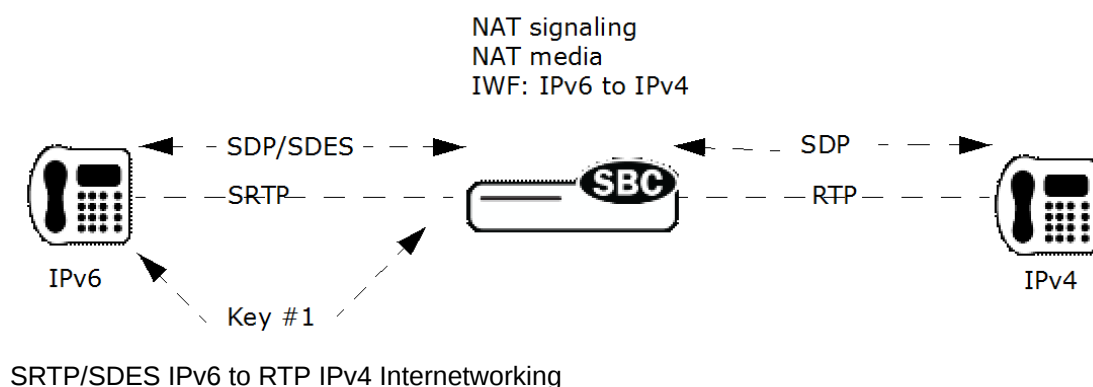 NAT signaling
NAT media
IWF: IPv6 to IPv4
SDP/SDES
SDP
SBC
SRTP
RTP
IPv6
IPv4
Key #1
SRTP/SDES IPv6 to RTP IPv4 Internetworking